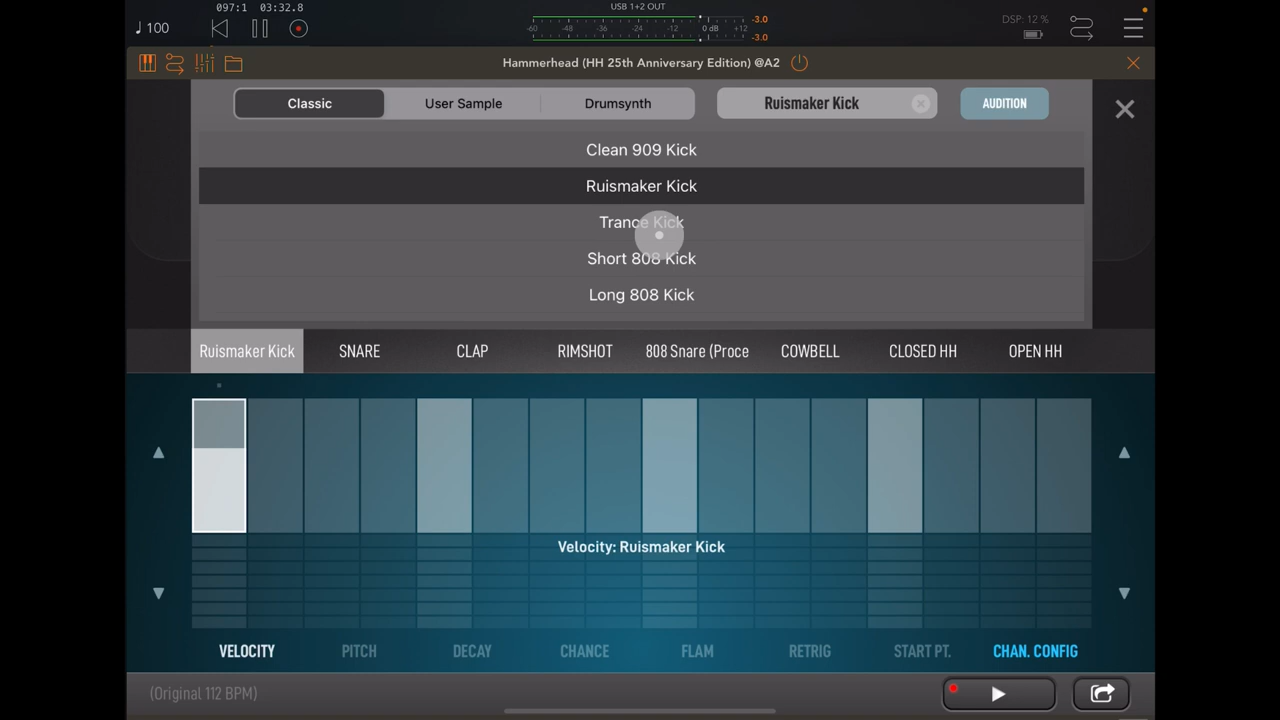 097:1 03:32.8
USB 1+2 OUT
♩ 100
-60 -48 -36 -24 -12 0 dB +12
-3.0
-3.0
DSP: 12 %
Hammerhead (HH 25th Anniversary Edition) @A2
Classic User Sample Drumsynth Ruismaker Kick AUDITION
Clean 909 Kick
Ruismaker Kick
Trance Kick
Short 808 Kick
Long 808 Kick
Ruismaker Kick SNARE CLAP RIMSHOT 808 Snare (Proce COWBELL CLOSED HH OPEN HH
Velocity: Ruismaker Kick
VELOCITY PITCH DECAY CHANCE FLAM RETRIG START PT. CHAN. CONFIG
(Original 112 BPM)